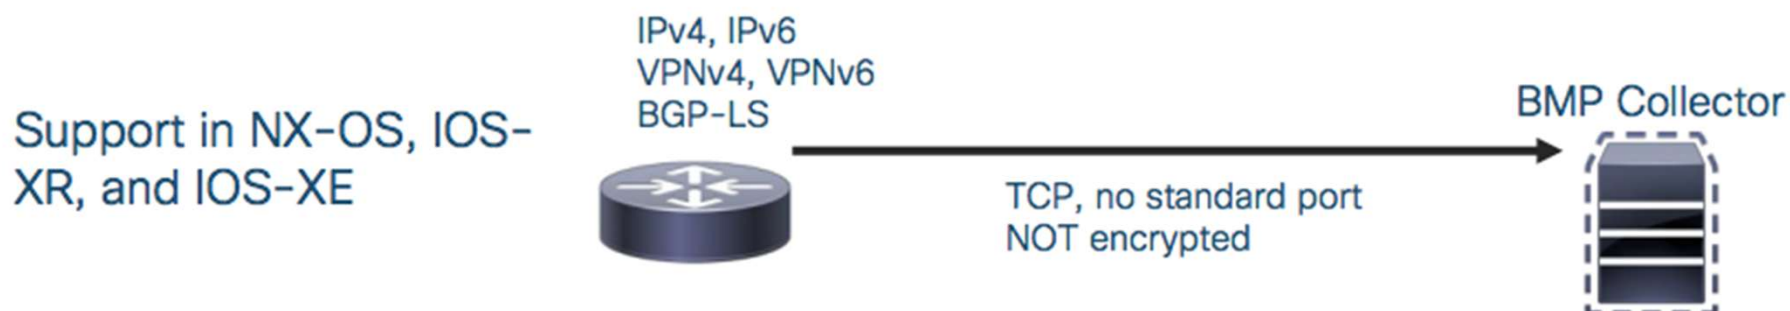 Support in NX-OS, IOS-
XR, and IOS-XE
IPv4, IPv6
VPNv4, VPNv6
BGP-LS
TCP, no standard port
NOT encrypted
BMP Collector